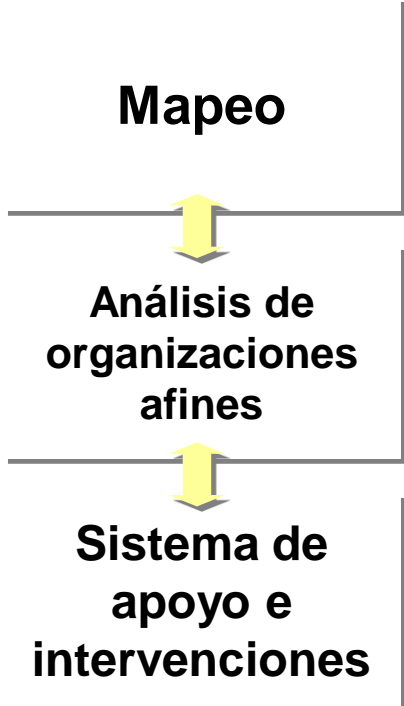 Mapeo
Análisis de
organizaciones
afines
Sistema de
apoyo e
intervenciones